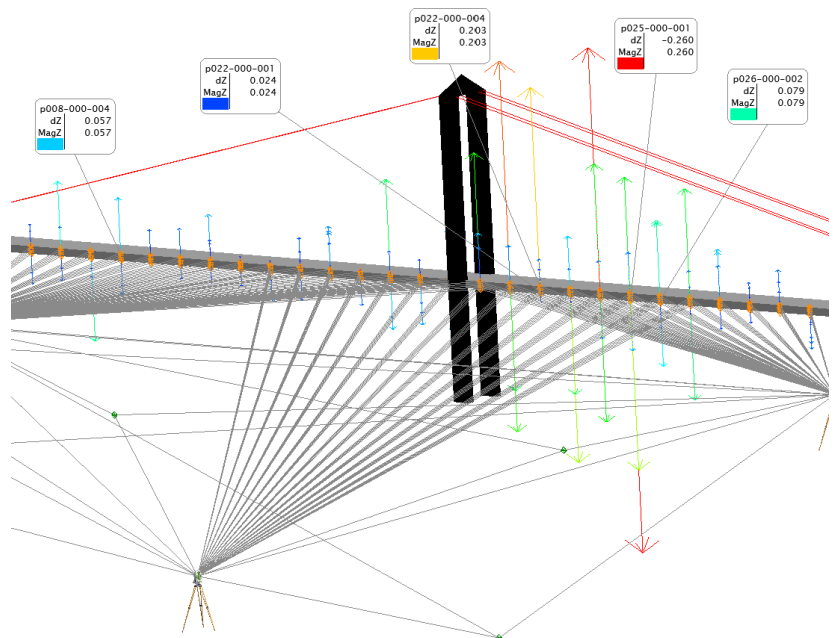 p022-000-004
dZ 0.203
MagZ 0.203
p025-000-001
dZ -0.260
MagZ 0.260
p022-000-001
dZ 0.024
MagZ 0.024
p026-000-002
dZ 0.079
MagZ 0.079
p008-000-004
dZ 0.057
MagZ 0.057